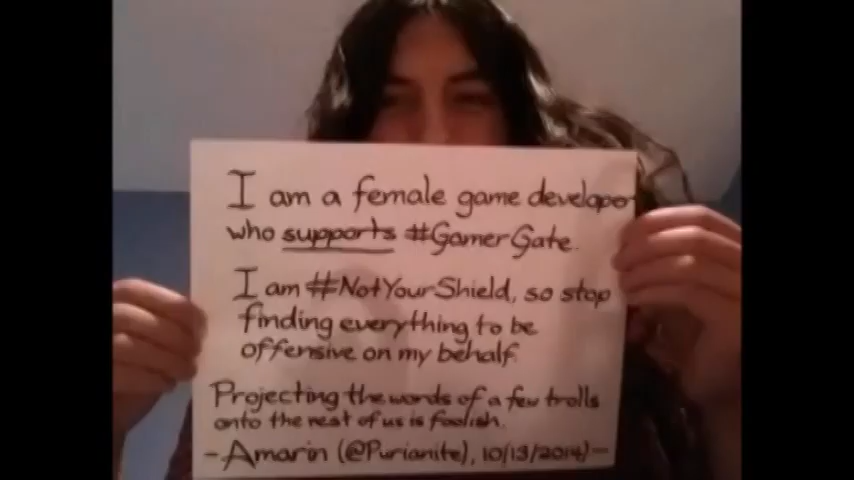 I am a female game developer
who supports #GamerGate.
I am #NotYourShield, so stop
finding everything to be
offensive on my behalf.
Projecting the words of a few trolls
onto the rest of us is foolish.
-Amarin (@Purianite), 10/13/2014)-